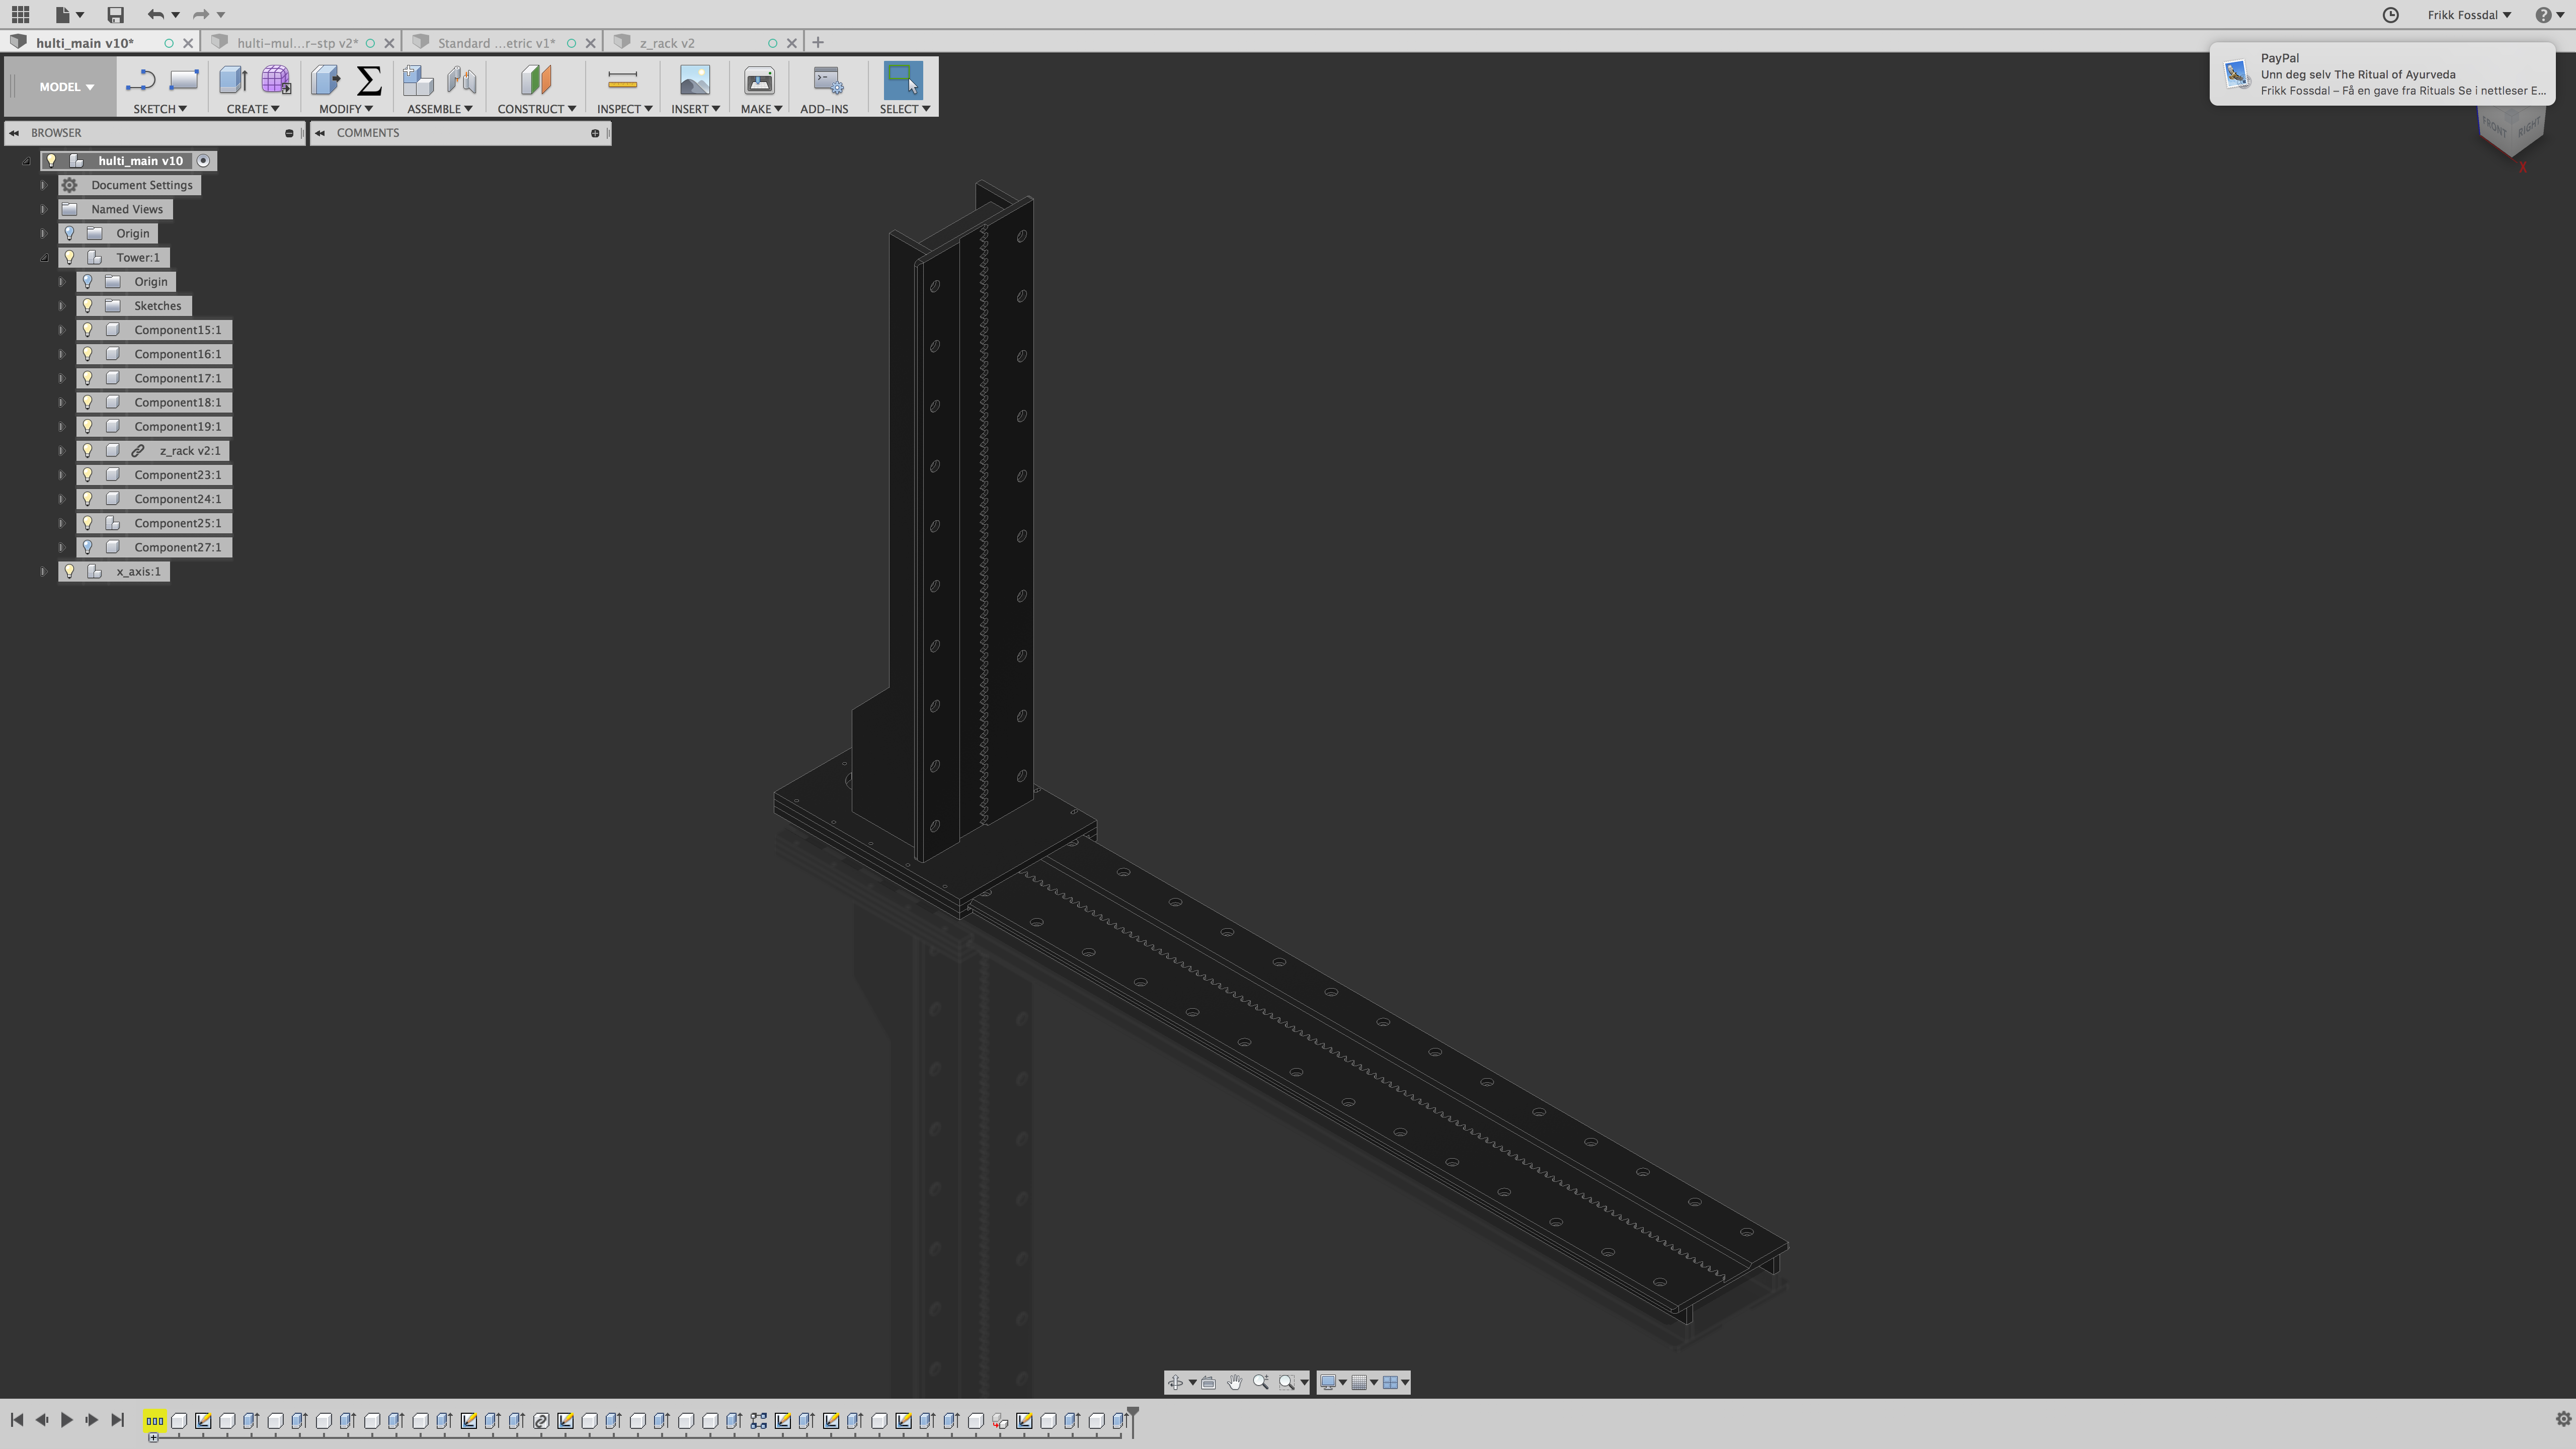 Frikk Fossdal
hulti_main v10*
hulti-mul...r-stp v2*
Standard ...etric v1*
z_rack v2
PayPal
Unn deg selv The Ritual of Ayurveda
Frikk Fossdal – Få en gave fra Rituals Se i nettleser E...
MODEL
SKETCH
CREATE
MODIFY
ASSEMBLE
CONSTRUCT
INSPECT
INSERT
MAKE
ADD-INS
SELECT
BROWSER
COMMENTS
FRONT
RIGHT
X
hulti_main v10
Document Settings
Named Views
Origin
Tower:1
Origin
Sketches
Component15:1
Component16:1
Component17:1
Component18:1
Component19:1
z_rack v2:1
Component23:1
Component24:1
Component25:1
Component27:1
x_axis:1